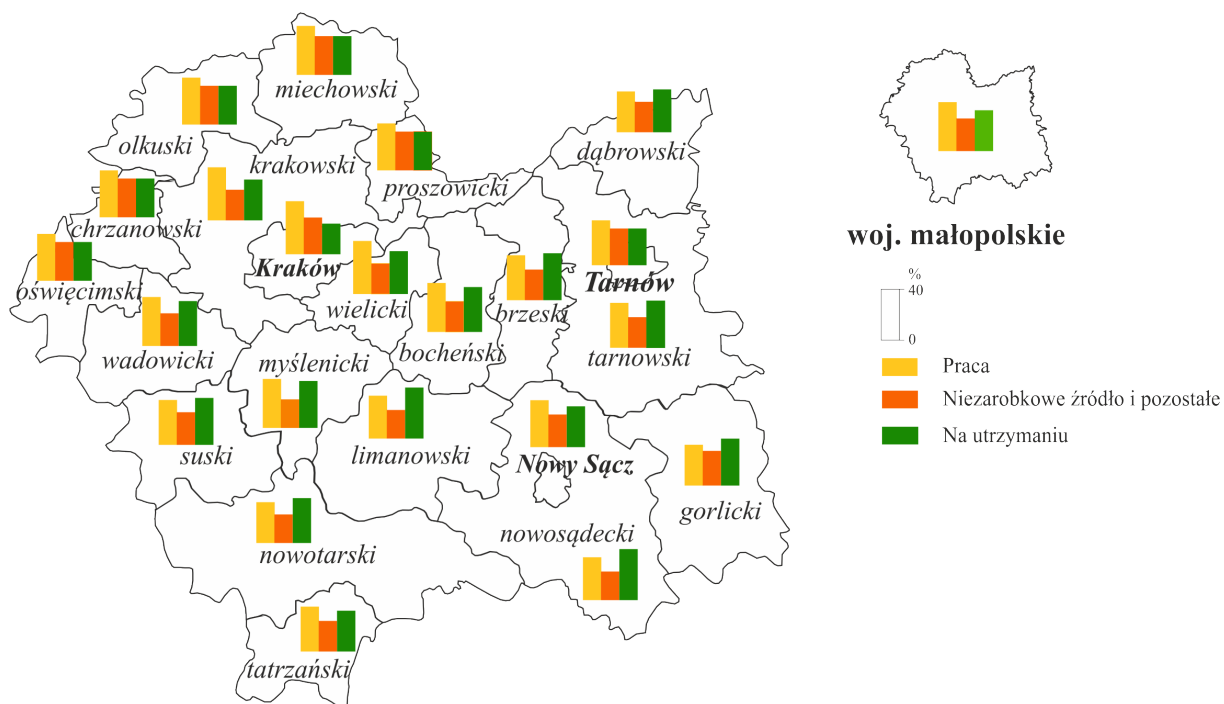 miechowski
olkuski
krakowski
dąbrowski
proszowicki
chrzanowski
Kraków
Tarnów
oświęcimski
wielicki
brzeski
wadowicki
myślenicki
bocheński
tarnowski
suski
limanowski
Nowy Sącz
gorlicki
nowotarski
nowosądecki
tatrzański
woj. małopolskie
%
40
0
Praca
Niezarobkowe źródło i pozostałe
Na utrzymaniu